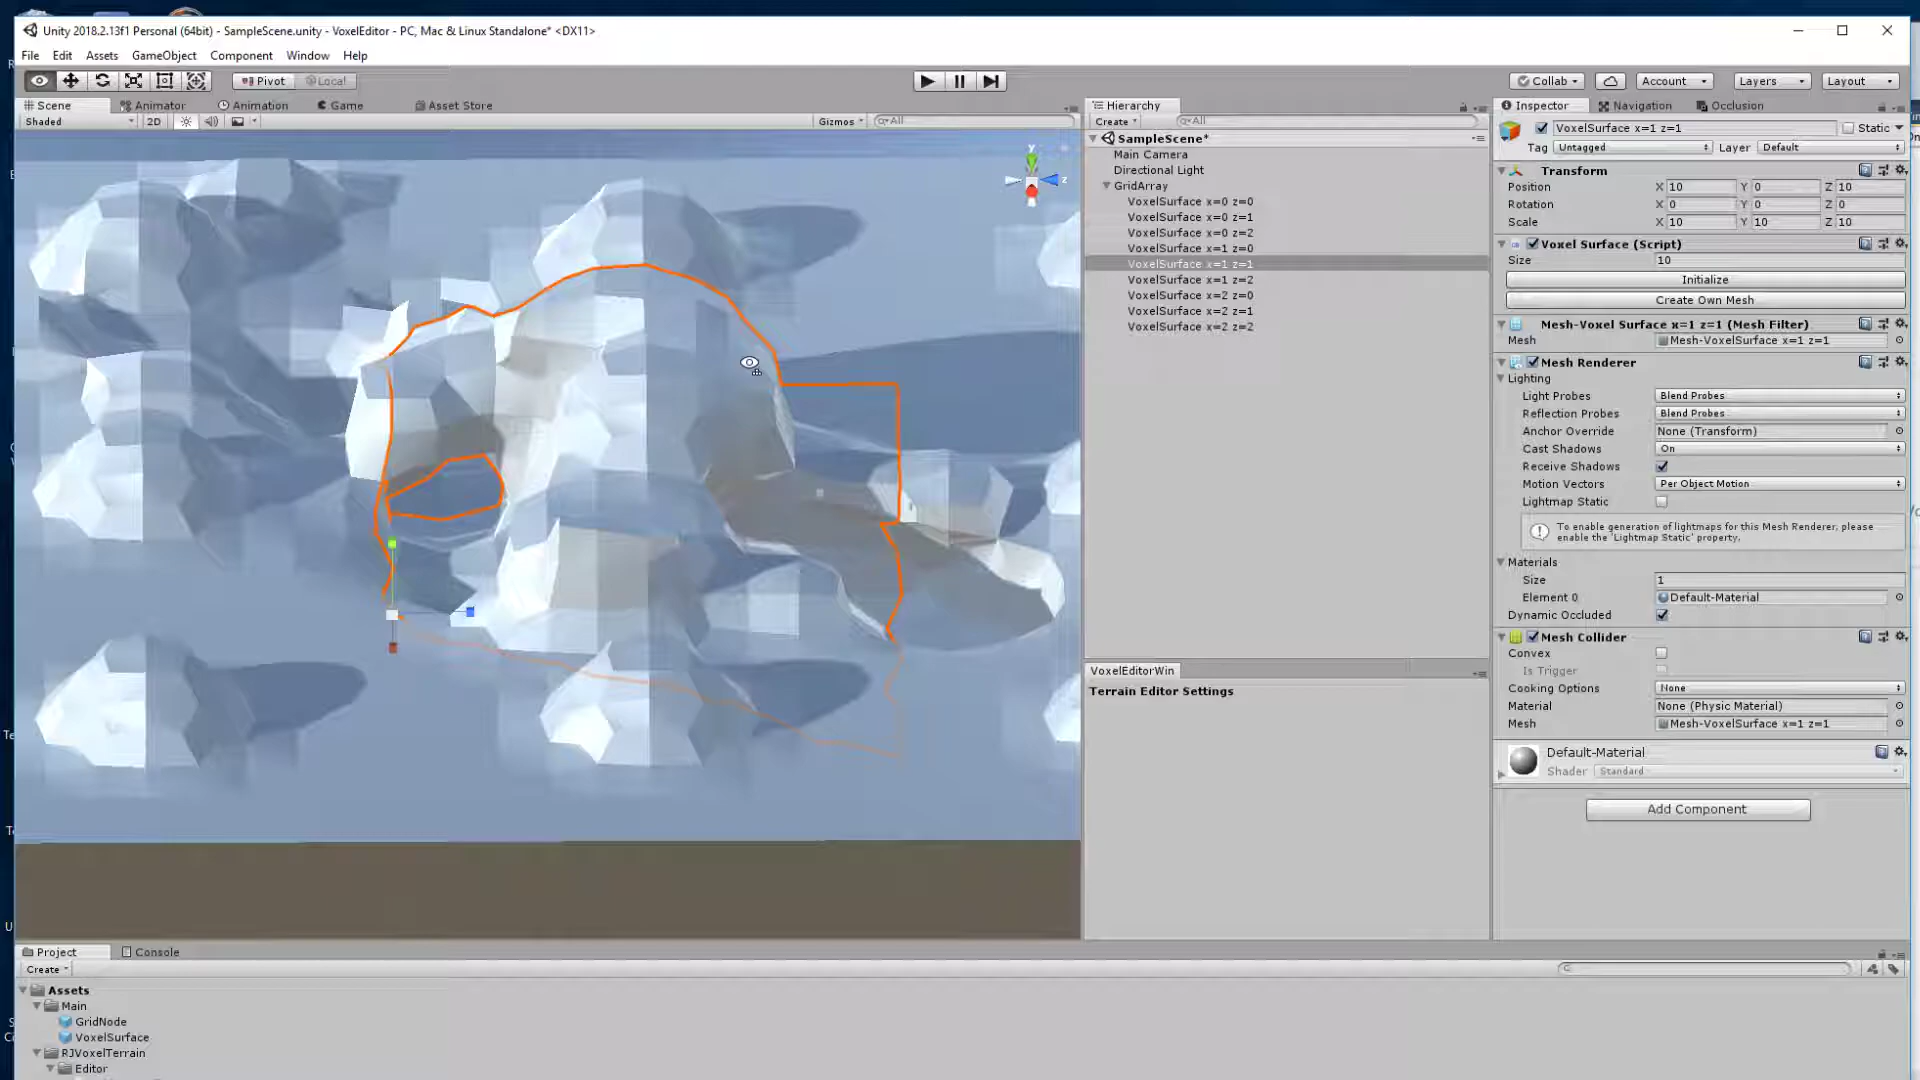 Unity 2018.2.13f1 Personal (64bit) - SampleScene.unity - VoxelEditor - PC, Mac & Linux Standalone* <DX11>
File Edit Assets GameObject Component Window Help
Pivot Local Collab Account Layers Layout
Scene Animator Animation Game Asset Store
Shaded 2D Gizmos All
y
z
Hierarchy
Create All
SampleScene*
Main Camera
Directional Light
GridArray
VoxelSurface x=0 z=0
VoxelSurface x=0 z=1
VoxelSurface x=0 z=2
VoxelSurface x=1 z=0
VoxelSurface x=1 z=1
VoxelSurface x=1 z=2
VoxelSurface x=2 z=0
VoxelSurface x=2 z=1
VoxelSurface x=2 z=2
VoxelEditorWin
Terrain Editor Settings
Inspector Navigation Occlusion
VoxelSurface x=1 z=1 Static
Tag Untagged Layer Default
Transform
Position X 10 Y 0 Z 10
Rotation X 0 Y 0 Z 0
Scale X 10 Y 10 Z 10
Voxel Surface (Script)
Size 10
Initialize
Create Own Mesh
Mesh-Voxel Surface x=1 z=1 (Mesh Filter)
Mesh Mesh-VoxelSurface x=1 z=1
Mesh Renderer
Lighting
Light Probes Blend Probes
Reflection Probes Blend Probes
Anchor Override None (Transform)
Cast Shadows On
Receive Shadows
Motion Vectors Per Object Motion
Lightmap Static
To enable generation of lightmaps for this Mesh Renderer, please
enable the 'Lightmap Static' property.
Materials
Size 1
Element 0 Default-Material
Dynamic Occluded
Mesh Collider
Convex
Is Trigger
Cooking Options None
Material None (Physic Material)
Mesh Mesh-VoxelSurface x=1 z=1
Default-Material
Shader Standard
Add Component
Project Console
Create
Assets
Main
GridNode
VoxelSurface
RJVoxelTerrain
Editor